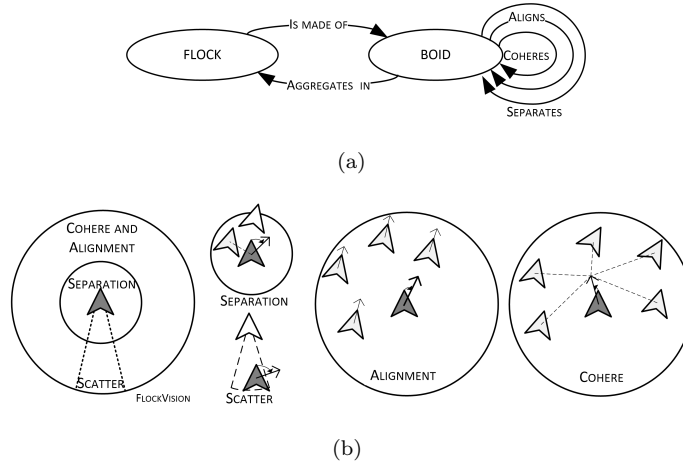 IS MADE OF
FLOCK
BOID
AGGREGATES IN
ALIGNS
COHERES
SEPARATES
(a)
COHERE AND
ALIGNMENT
SEPARATION
SCATTER
FLOCKVISION
SEPARATION
SCATTER
ALIGNMENT
COHERE
(b)